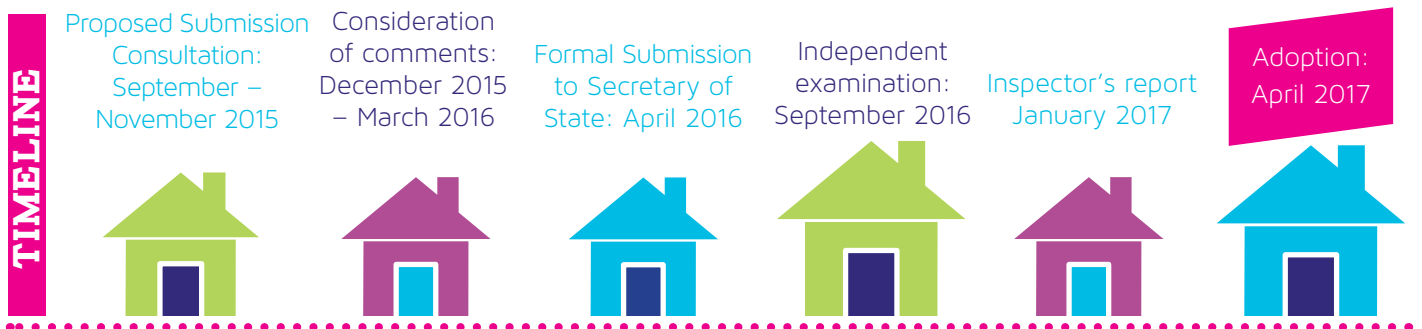 TIMELINE
Proposed Submission
Consultation:
September –
November 2015
Consideration
of comments:
December 2015
– March 2016
Formal Submission
to Secretary of
State: April 2016
Independent
examination:
September 2016
Inspector’s report
January 2017
Adoption:
April 2017